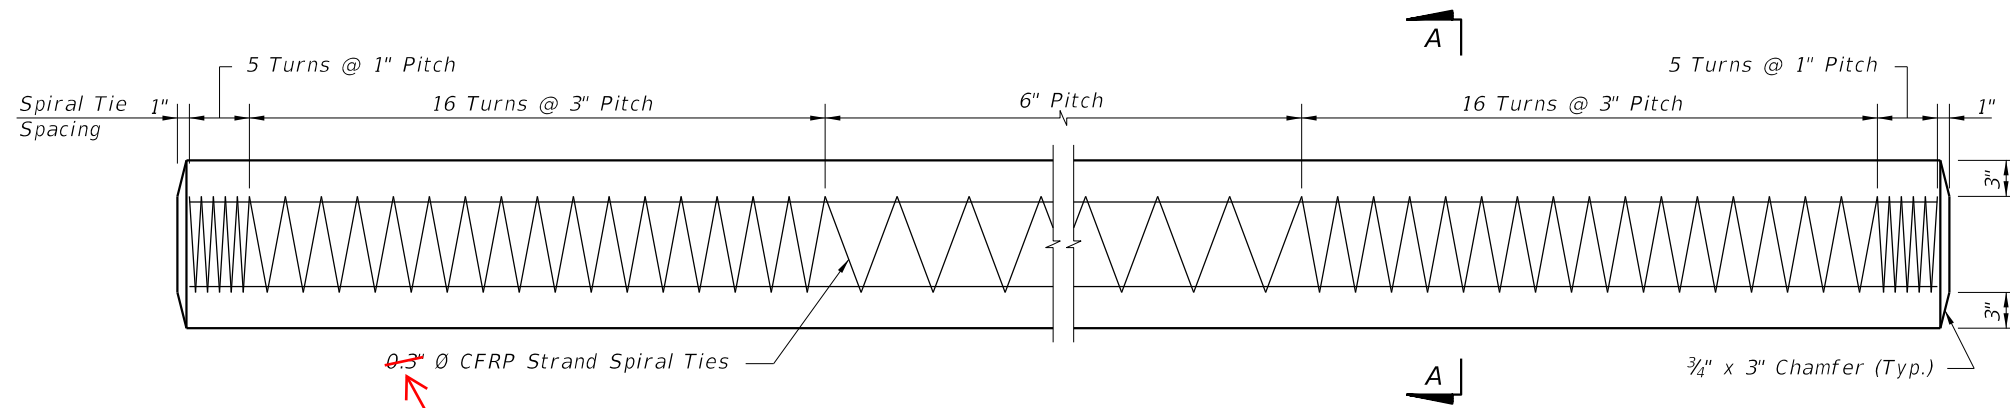 A
5 Turns @ 1" Pitch
5 Turns @ 1" Pitch
Spiral Tie
Spacing
1"
16 Turns @ 3" Pitch
6" Pitch
16 Turns @ 3" Pitch
1"
3"
3"
0.3" Ø CFRP Strand Spiral Ties
A
¾" x 3" Chamfer (Typ.)